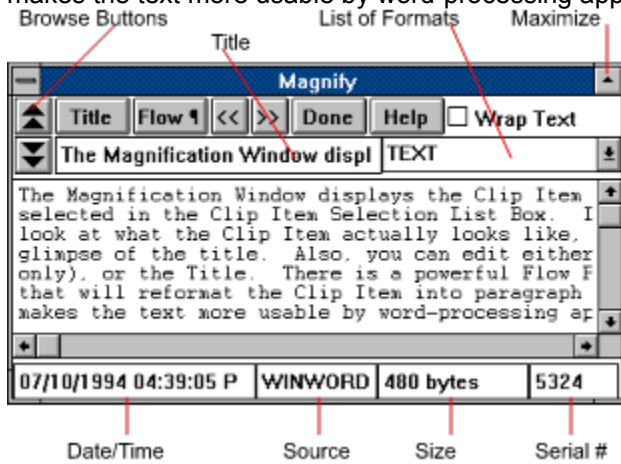 makes the text more usable by word-processing app
Browse Buttons List of Formats Maximize
Title
Magnify
Title Flow ¶ << >> Done Help Wrap Text
The Magnification Window displ TEXT
The Magnification Window displays the Clip Item
selected in the Clip Item Selection List Box. I
look at what the Clip Item actually looks like,
glimpse of the title. Also, you can edit either
only), or the Title. There is a powerful Flow F
that will reformat the Clip Item into paragraph
makes the text more usable by word-processing ap
07/10/1994 04:39:05 P WINWORD 480 bytes 5324
Date/Time Source Size Serial #